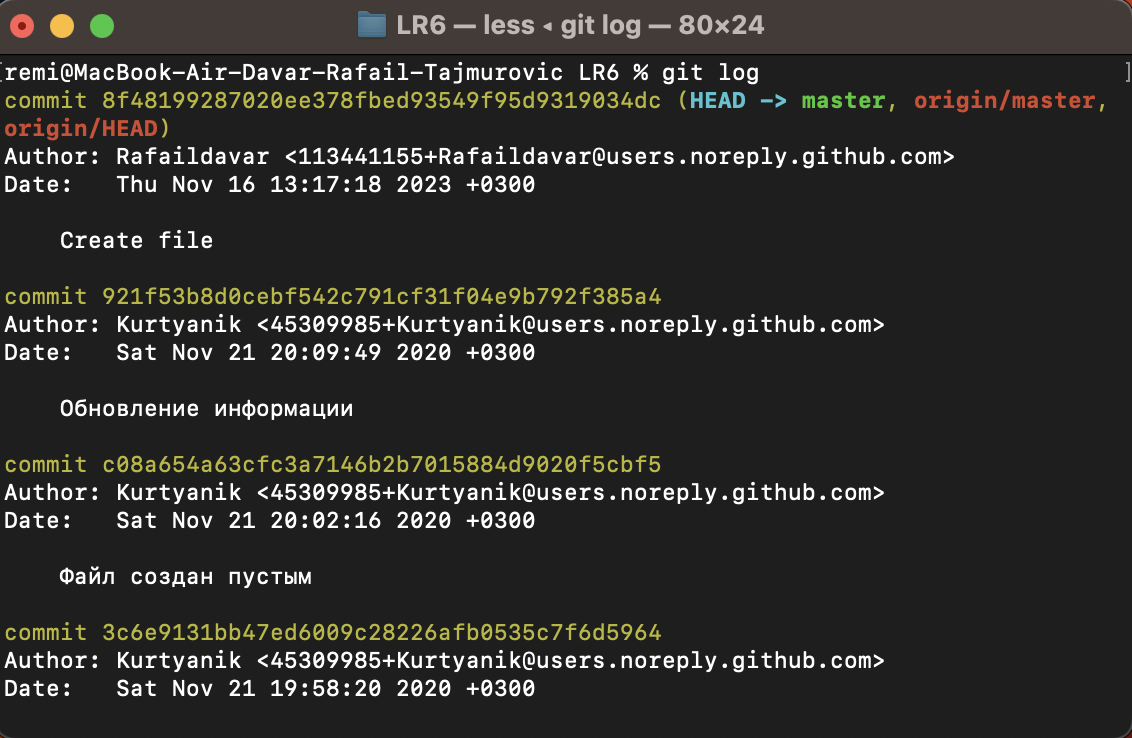 LR6 — less ◂ git log — 80×24
[remi@MacBook-Air-Davar-Rafail-Tajmurovic LR6 % git log ]
commit 8f48199287020ee378fbed93549f95d9319034dc (HEAD -> master, origin/master,
origin/HEAD)
Author: Rafaildavar <113441155+Rafaildavar@users.noreply.github.com>
Date:   Thu Nov 16 13:17:18 2023 +0300
Create file
commit 921f53b8d0cebf542c791cf31f04e9b792f385a4
Author: Kurtyanik <45309985+Kurtyanik@users.noreply.github.com>
Date:   Sat Nov 21 20:09:49 2020 +0300
Обновление информации
commit c08a654a63cfc3a7146b2b7015884d9020f5cbf5
Author: Kurtyanik <45309985+Kurtyanik@users.noreply.github.com>
Date:   Sat Nov 21 20:02:16 2020 +0300
Файл создан пустым
commit 3c6e9131bb47ed6009c28226afb0535c7f6d5964
Author: Kurtyanik <45309985+Kurtyanik@users.noreply.github.com>
Date:   Sat Nov 21 19:58:20 2020 +0300